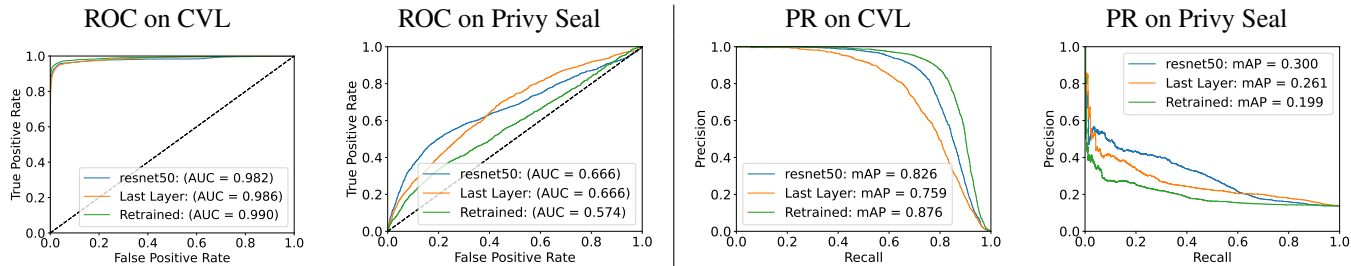 ROC on CVL
1.0
0.8
0.6
0.4
0.2
0.0
True Positive Rate
0.0 0.2 0.4 0.6 0.8 1.0
False Positive Rate
resnet50: (AUC = 0.982)
Last Layer: (AUC = 0.986)
Retrained: (AUC = 0.990)
ROC on Privy Seal
1.0
0.8
0.6
0.4
0.2
0.0
True Positive Rate
0.0 0.2 0.4 0.6 0.8 1.0
False Positive Rate
resnet50: (AUC = 0.666)
Last Layer: (AUC = 0.666)
Retrained: (AUC = 0.574)
PR on CVL
1.0
0.8
0.6
0.4
0.2
0.0
Precision
0.0 0.2 0.4 0.6 0.8 1.0
Recall
resnet50: mAP = 0.826
Last Layer: mAP = 0.759
Retrained: mAP = 0.876
PR on Privy Seal
1.0
0.8
0.6
0.4
0.2
0.0
Precision
0.0 0.2 0.4 0.6 0.8 1.0
Recall
resnet50: mAP = 0.300
Last Layer: mAP = 0.261
Retrained: mAP = 0.199